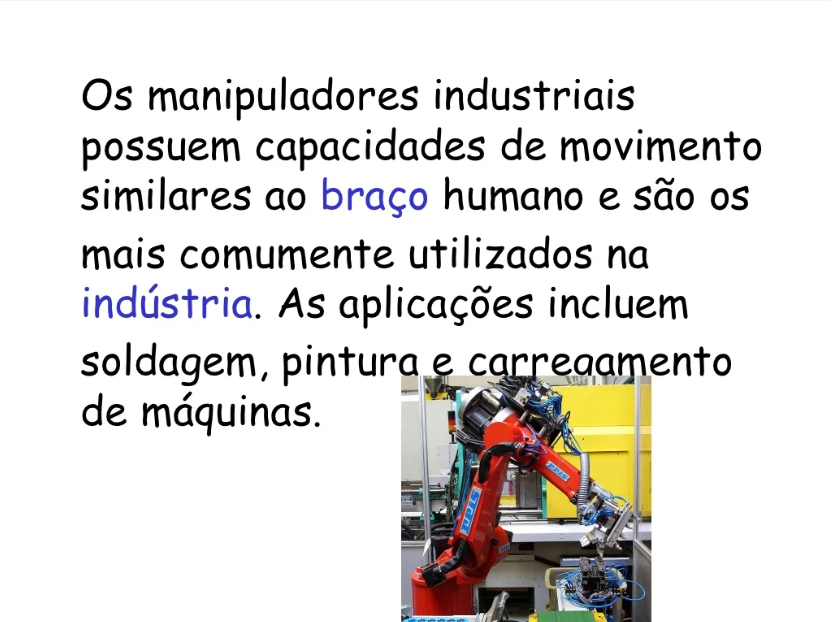 Os manipuladores industriais
possuem capacidades de movimento
similares ao braço humano e são os
mais comumente utilizados na
indústria. As aplicações incluem
soldagem, pintura e carregamento
de máquinas.